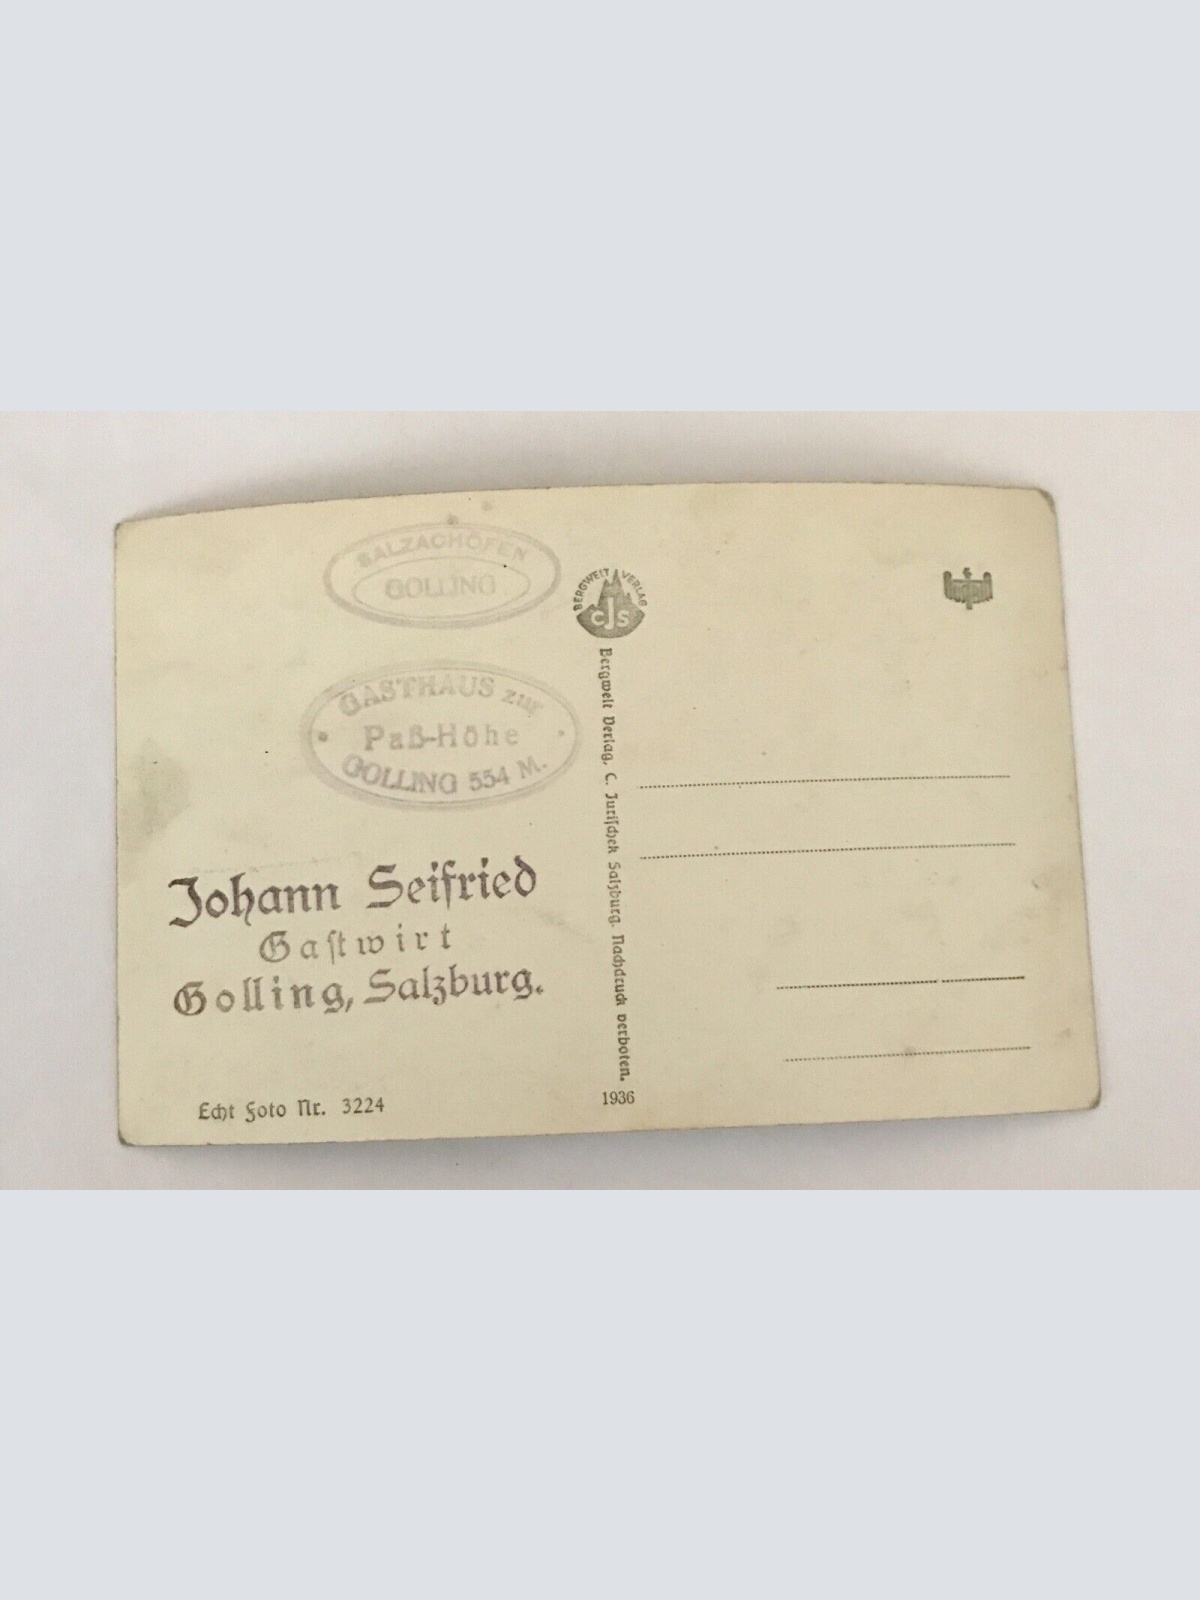 SALZACHÖFEN
GOLLING
GASTHAUS zur
Paß-Höhe
GOLLING 554 M.
Johann Seifried
Gastwirt
Golling, Salzburg.
Echt Foto Nr. 3224
BERGWELT VERLAG
CJS
Bergwelt Verlag, C. Jurischek Salzburg. Nachdruck verboten.
1936